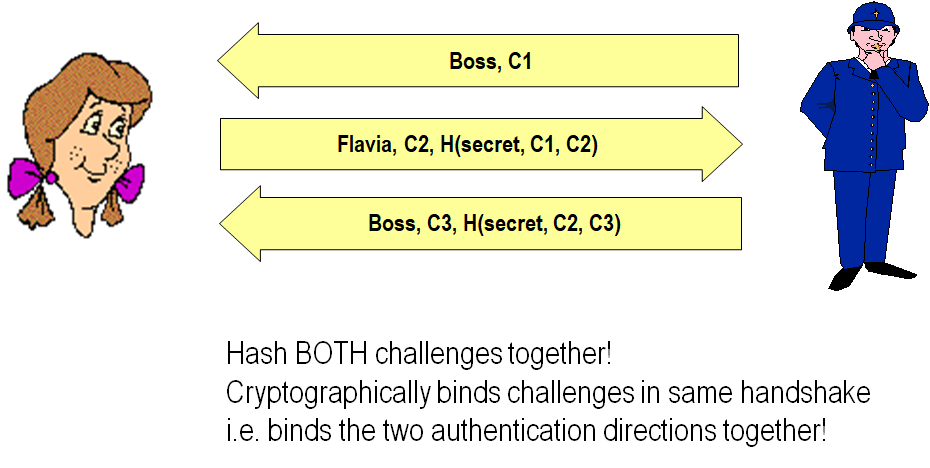 Boss, C1
Flavia, C2, H(secret, C1, C2)
Boss, C3, H(secret, C2, C3)
Hash BOTH challenges together!
Cryptographically binds challenges in same handshake
i.e. binds the two authentication directions together!